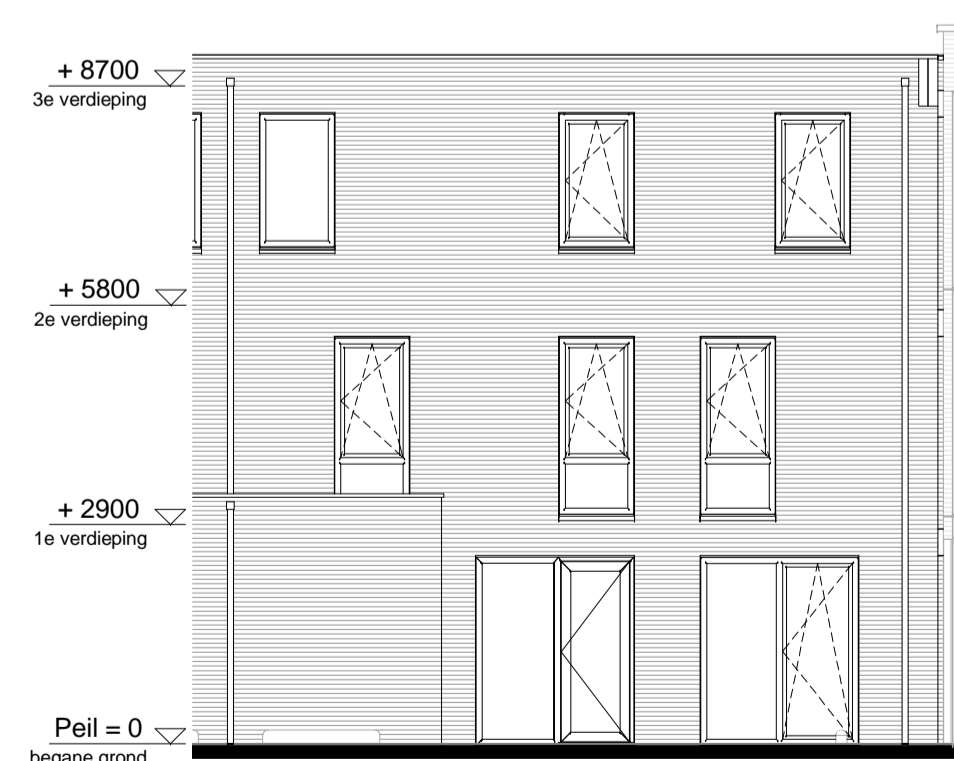 + 8700
3e verdieping
+ 5800
2e verdieping
+ 2900
1e verdieping
Peil = 0
begane grond